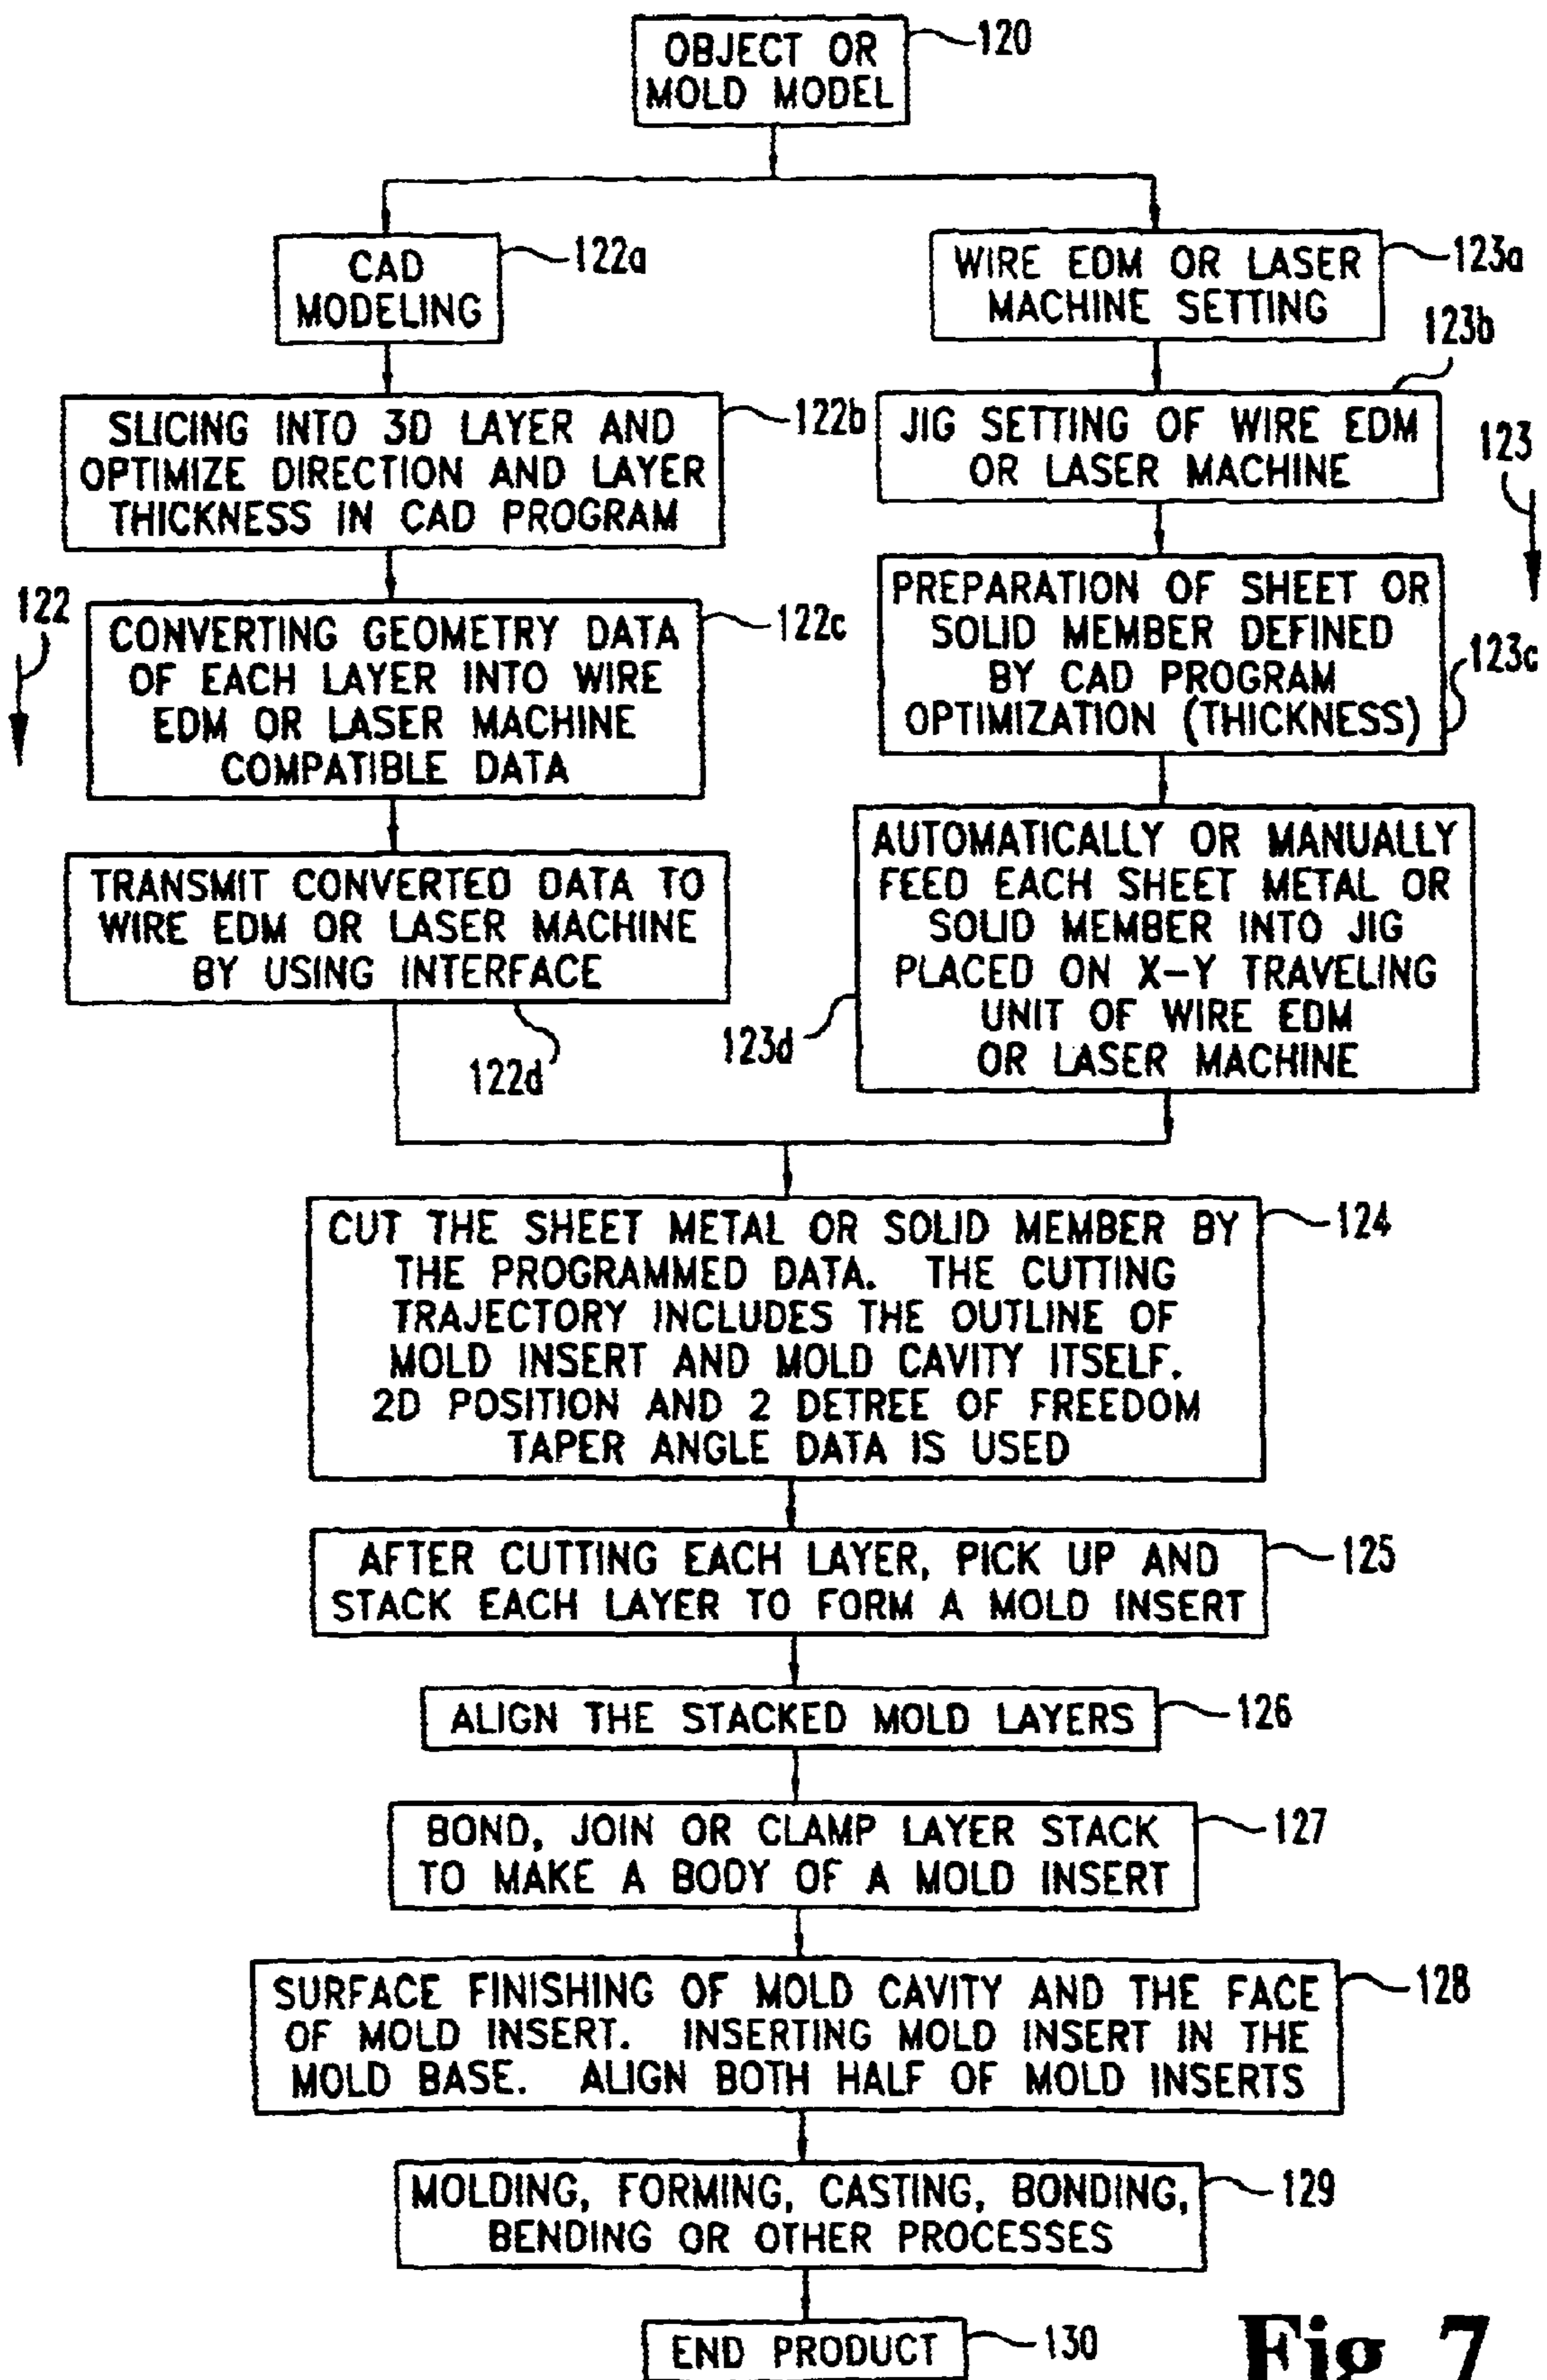 OBJECT OR
MOLD MODEL
120
CAD
MODELING
122a
WIRE EDM OR LASER
MACHINE SETTING
123a
SLICING INTO 3D LAYER AND
OPTIMIZE DIRECTION AND LAYER
THICKNESS IN CAD PROGRAM
122b
JIG SETTING OF WIRE EDM
OR LASER MACHINE
123b
123
122
CONVERTING GEOMETRY DATA
OF EACH LAYER INTO WIRE
EDM OR LASER MACHINE
COMPATIBLE DATA
122c
PREPARATION OF SHEET OR
SOLID MEMBER DEFINED
BY CAD PROGRAM
OPTIMIZATION (THICKNESS)
123c
TRANSMIT CONVERTED DATA TO
WIRE EDM OR LASER MACHINE
BY USING INTERFACE
122d
AUTOMATICALLY OR MANUALLY
FEED EACH SHEET METAL OR
SOLID MEMBER INTO JIG
PLACED ON X-Y TRAVELING
UNIT OF WIRE EDM
OR LASER MACHINE
123d
CUT THE SHEET METAL OR SOLID MEMBER BY
THE PROGRAMMED DATA. THE CUTTING
TRAJECTORY INCLUDES THE OUTLINE OF
MOLD INSERT AND MOLD CAVITY ITSELF.
2D POSITION AND 2 DETREE OF FREEDOM
TAPER ANGLE DATA IS USED
124
AFTER CUTTING EACH LAYER, PICK UP AND
STACK EACH LAYER TO FORM A MOLD INSERT
125
ALIGN THE STACKED MOLD LAYERS
126
BOND, JOIN OR CLAMP LAYER STACK
TO MAKE A BODY OF A MOLD INSERT
127
SURFACE FINISHING OF MOLD CAVITY AND THE FACE
OF MOLD INSERT. INSERTING MOLD INSERT IN THE
MOLD BASE. ALIGN BOTH HALF OF MOLD INSERTS
128
MOLDING, FORMING, CASTING, BONDING,
BENDING OR OTHER PROCESSES
129
END PRODUCT
130
Fig 7